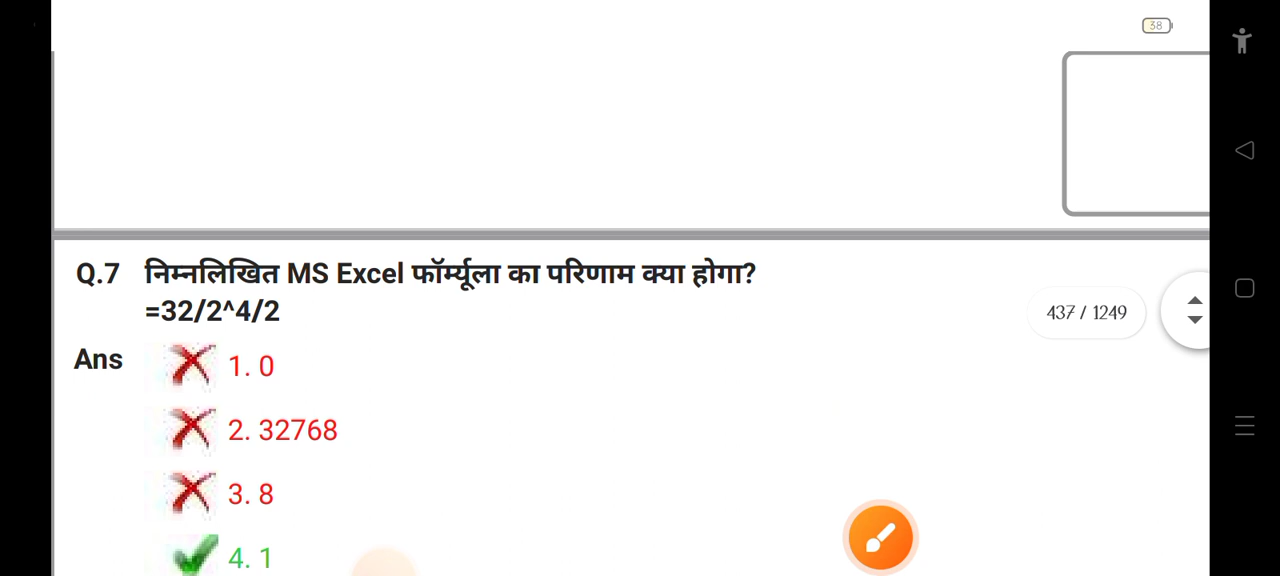 38
Q.7 निम्नलिखित MS Excel फॉर्म्यूला का परिणाम क्या होगा?
=32/2^4/2
437 / 1249
Ans 1. 0
2. 32768
3. 8
4. 1